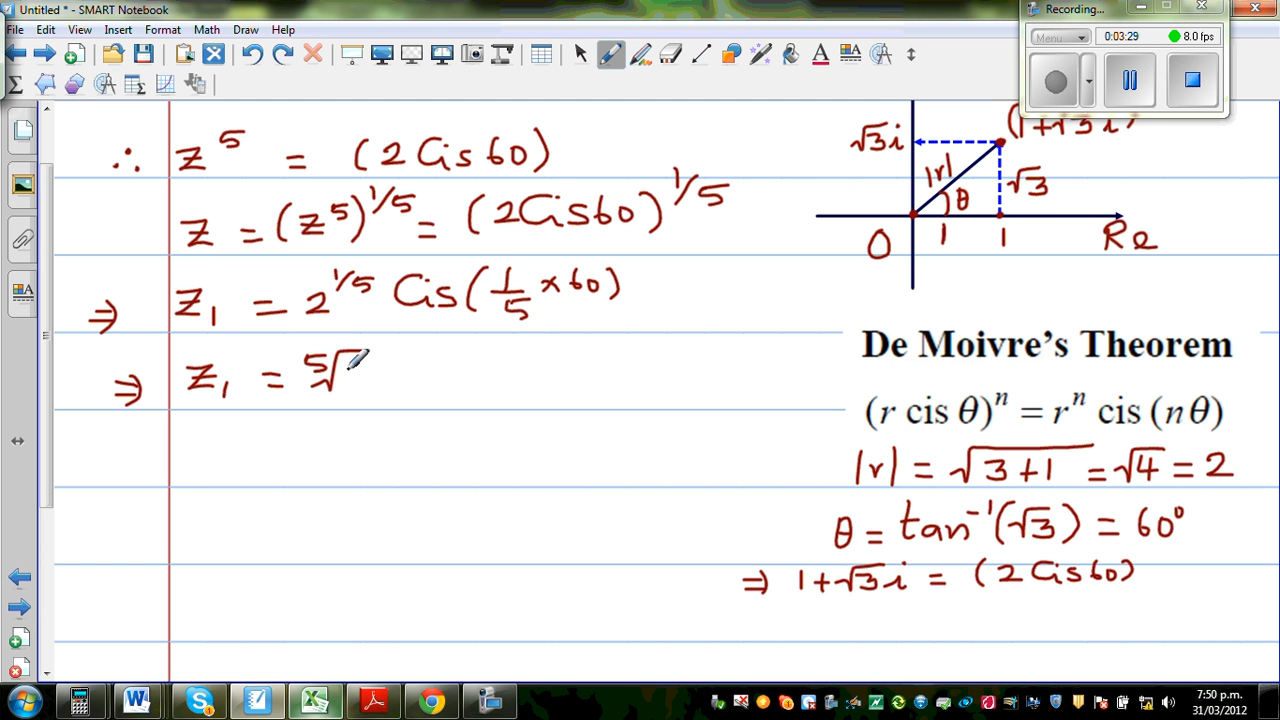 Untitled * - SMART Notebook
File Edit View Insert Format Math Draw Help
Recording...
Menu 0:03:29 8.0 fps
∴ z⁵ = (2 Cis 60)
z = (z⁵)^1/5 = (2Cis60)^1/5
⇒ z₁ = 2^1/5 Cis(1/5 × 60)
⇒ z₁ = ⁵√
√3i
(1+√3i)
|r|
θ
√3
O 1 1 Re
De Moivre's Theorem
(r cis θ)ⁿ = rⁿ cis (nθ)
|r| = √3+1 = √4 = 2
θ = tan⁻¹(√3) = 60°
⇒ 1+√3i = (2 Cis 60)
7:50 p.m.
31/03/2012